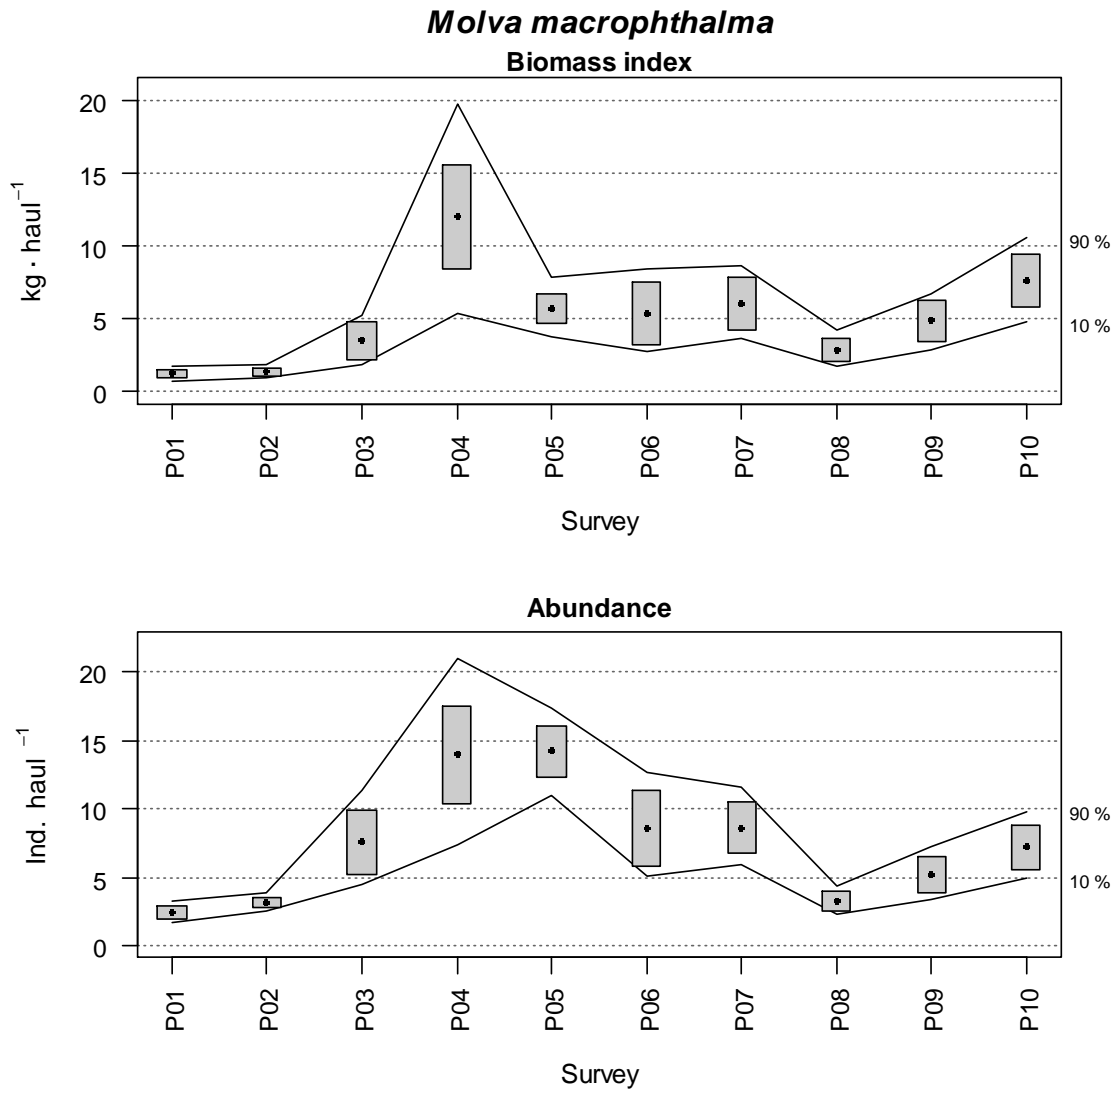 Molva macrophthalma
Biomass index
20
15
10
5
0
kg · haul⁻¹
90 %
10 %
P01 P02 P03 P04 P05 P06 P07 P08 P09 P10
Survey
Abundance
20
15
10
5
0
Ind. haul ⁻¹
90 %
10 %
P01 P02 P03 P04 P05 P06 P07 P08 P09 P10
Survey